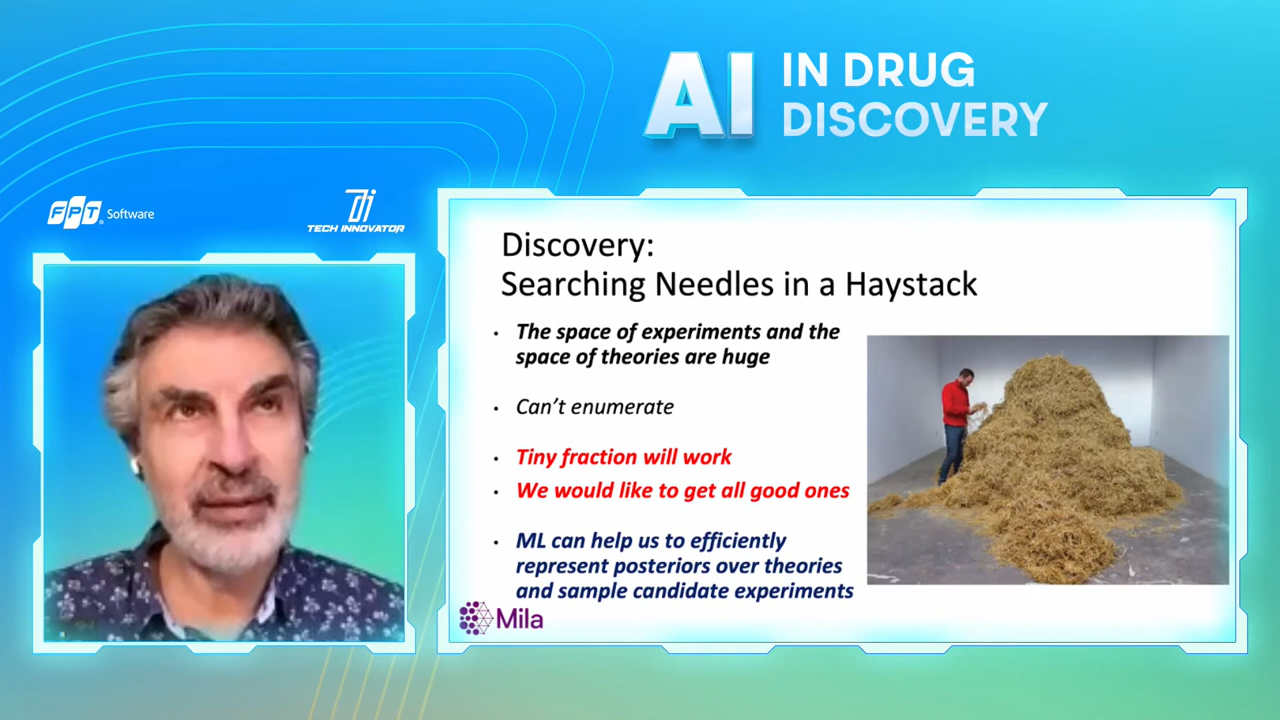 AI IN DRUG
DISCOVERY
FPT Software
TECH INNOVATOR
Discovery:
Searching Needles in a Haystack
• The space of experiments and the
space of theories are huge
• Can't enumerate
• Tiny fraction will work
• We would like to get all good ones
• ML can help us to efficiently
represent posteriors over theories
and sample candidate experiments
Mila